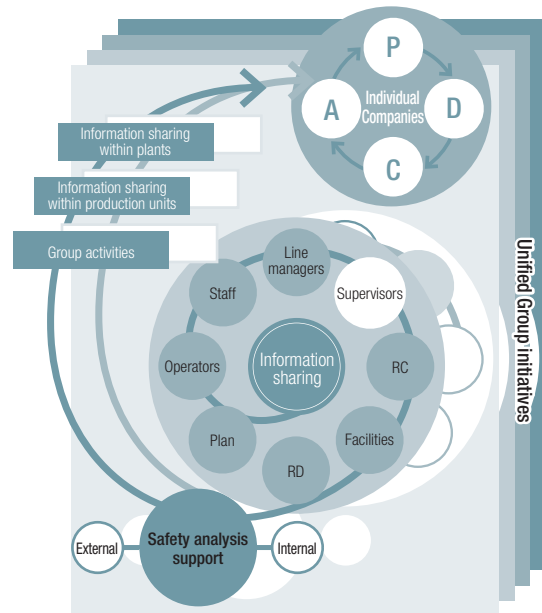 P
A
Individual
Companies
D
C
Information sharing
within plants
Information sharing
within production units
Group activities
Unified Group initiatives
Line
managers
Staff
Supervisors
Operators
Information
sharing
RC
Plan
Facilities
RD
External
Safety analysis
support
Internal